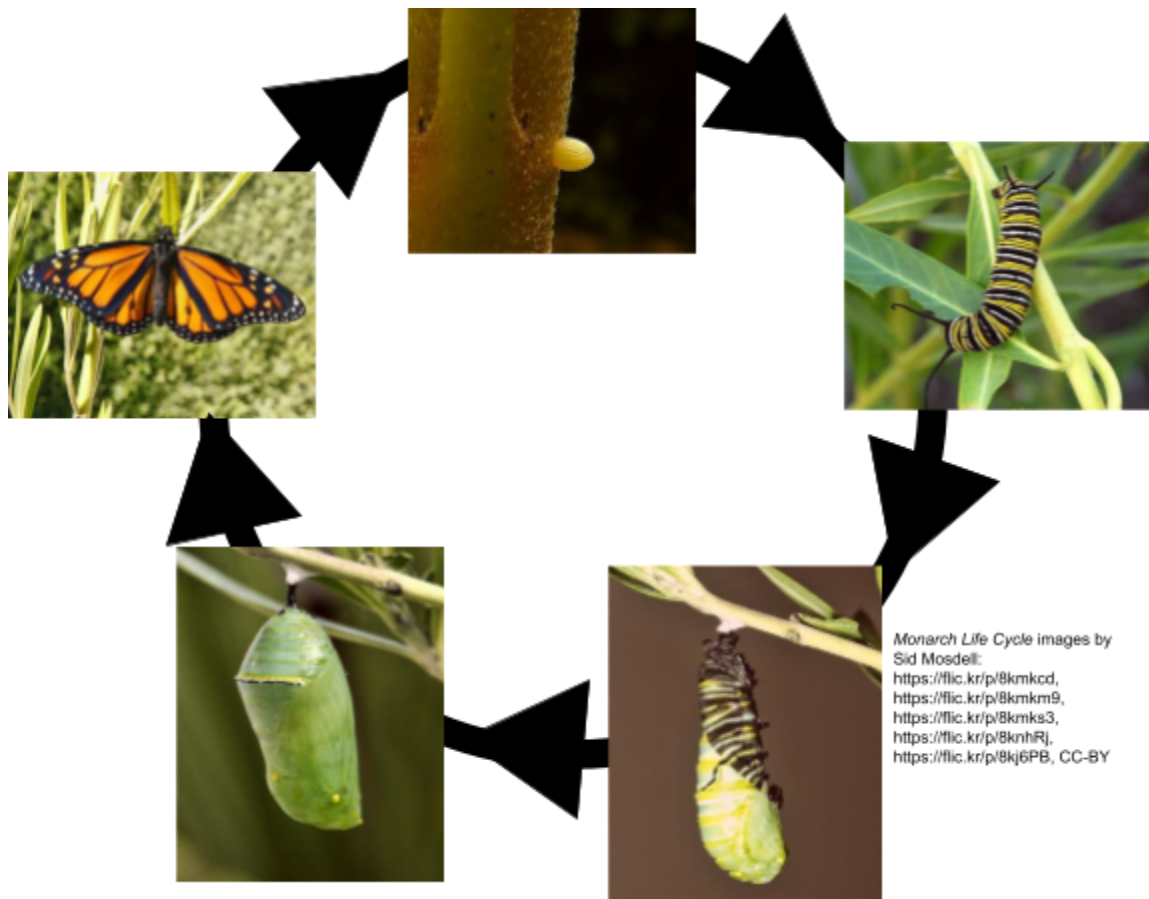 Monarch Life Cycle images by
Sid Mosdell:
https://flic.kr/p/8kmkcd,
https://flic.kr/p/8kmkm9,
https://flic.kr/p/8kmks3,
https://flic.kr/p/8knhRj,
https://flic.kr/p/8kj6PB, CC-BY